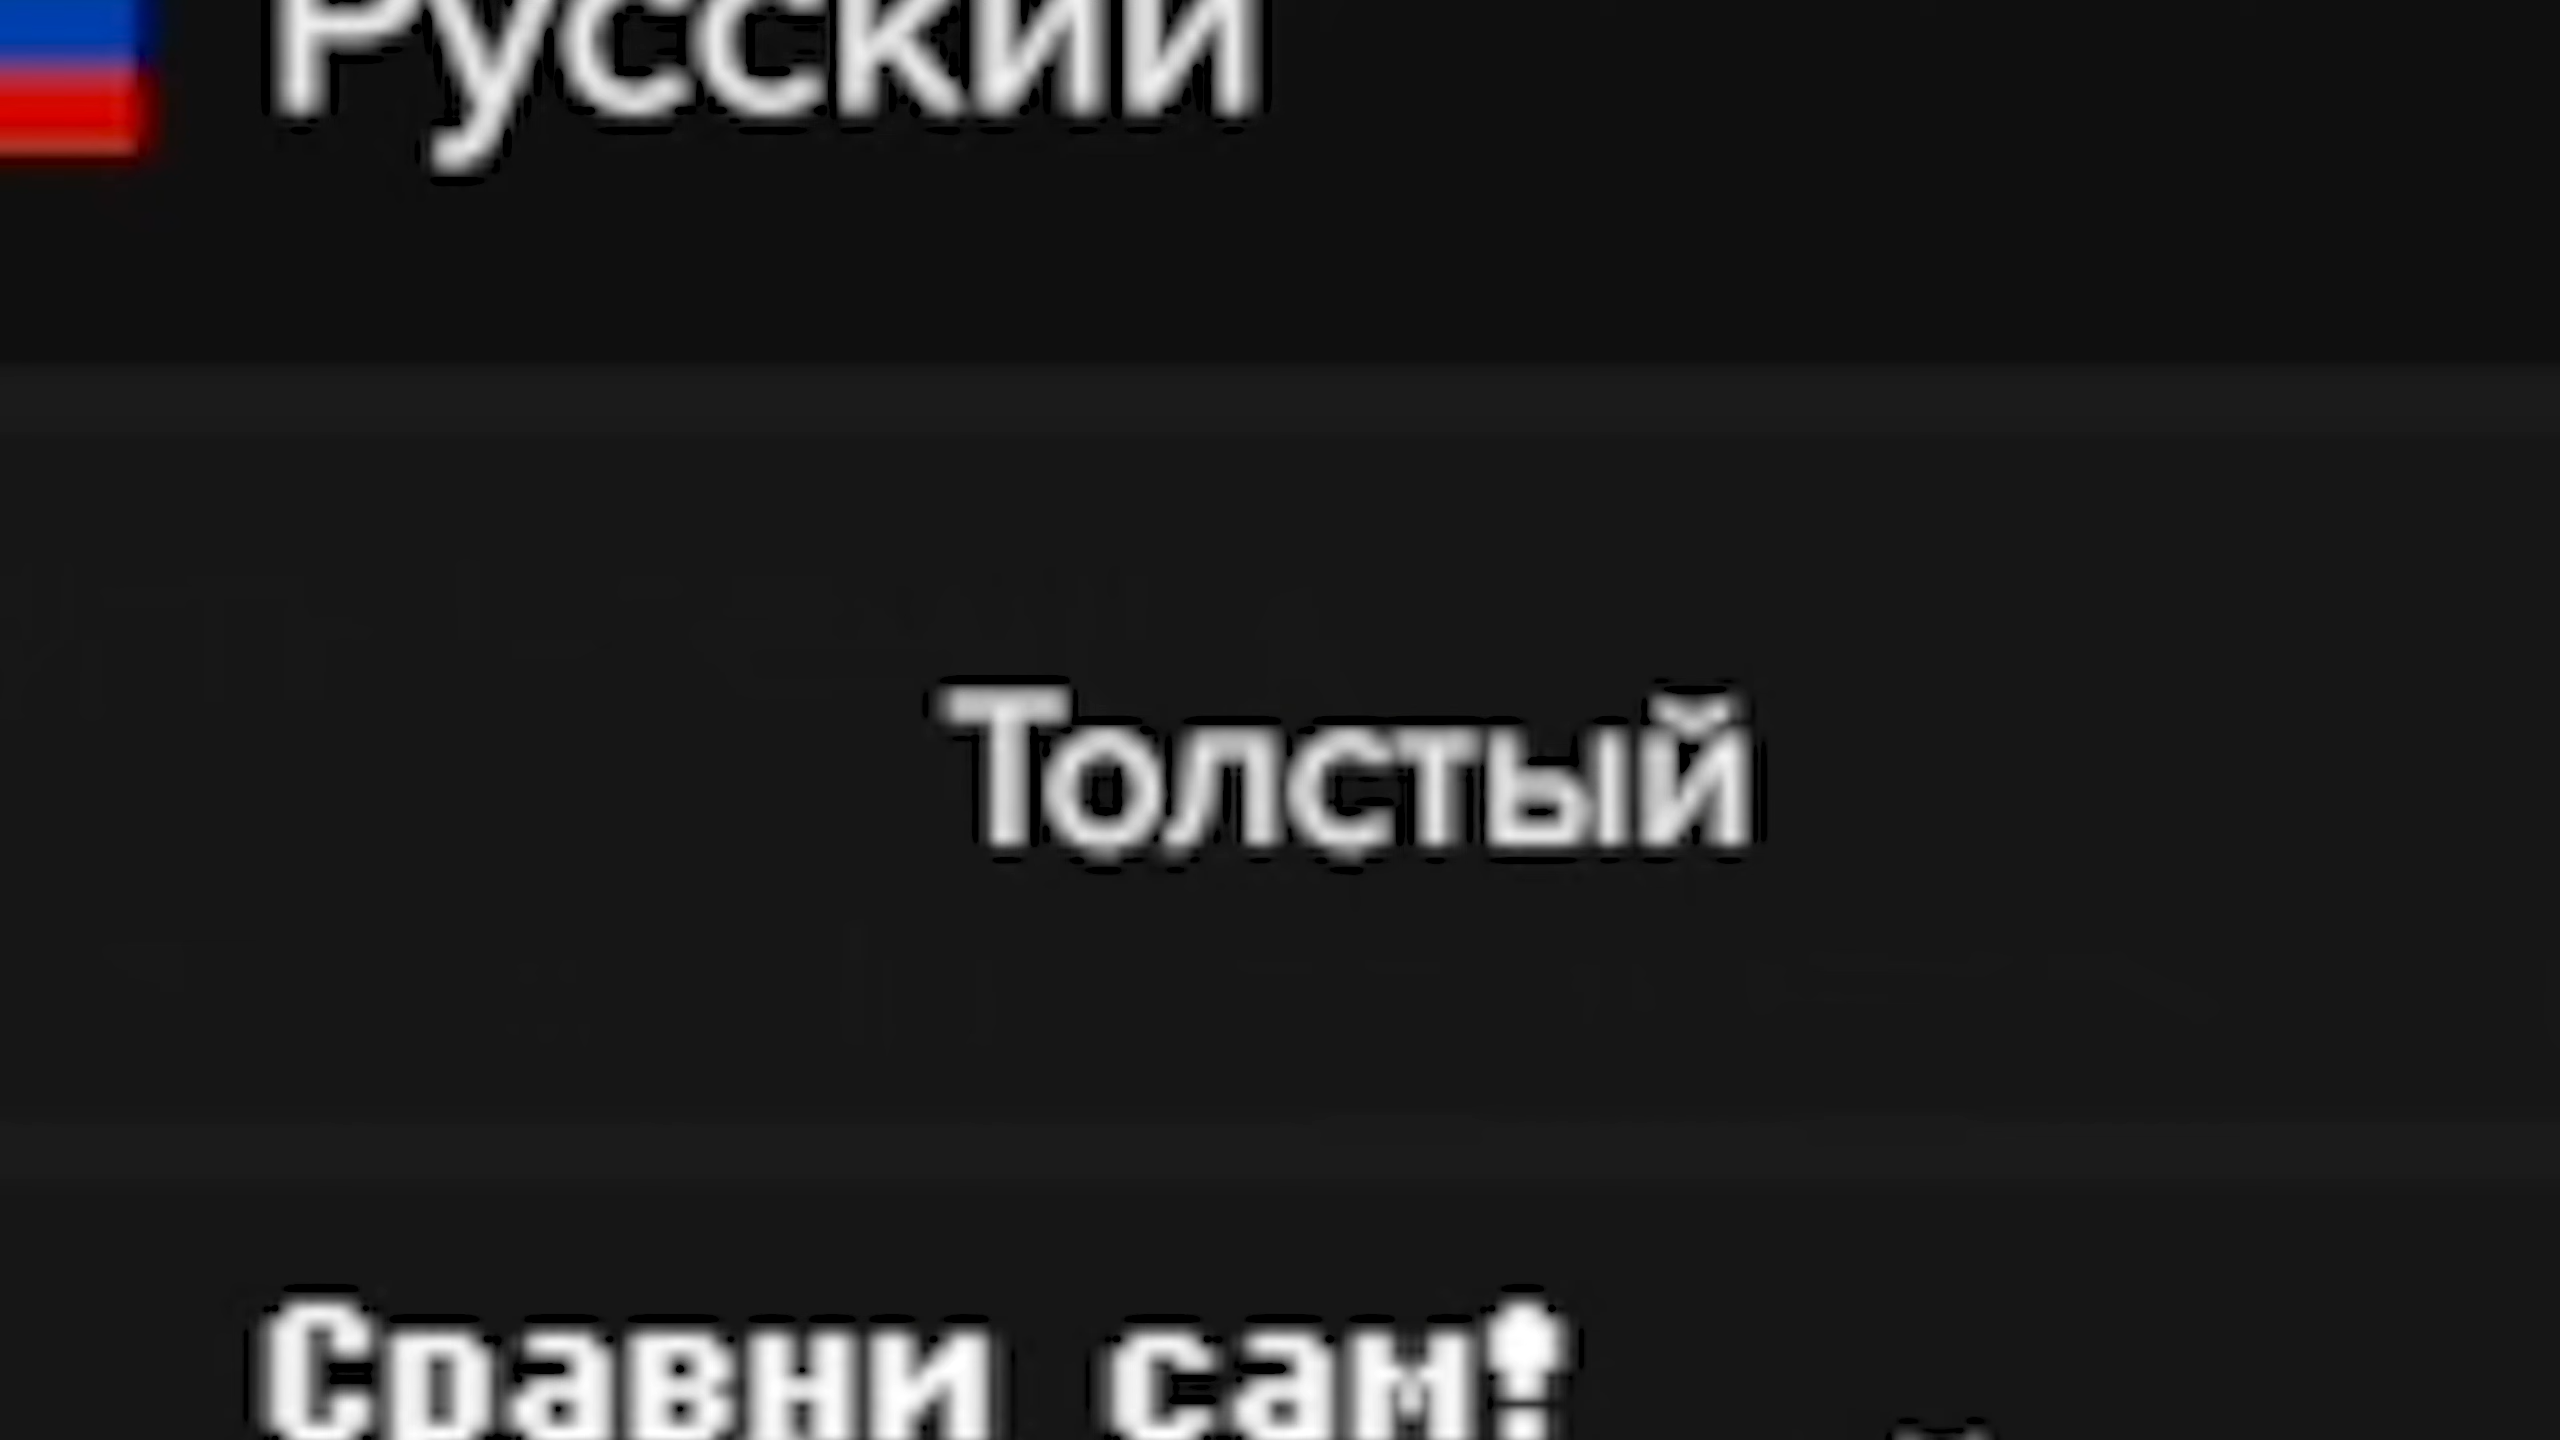 Русский
Толстый
Сравни сам!